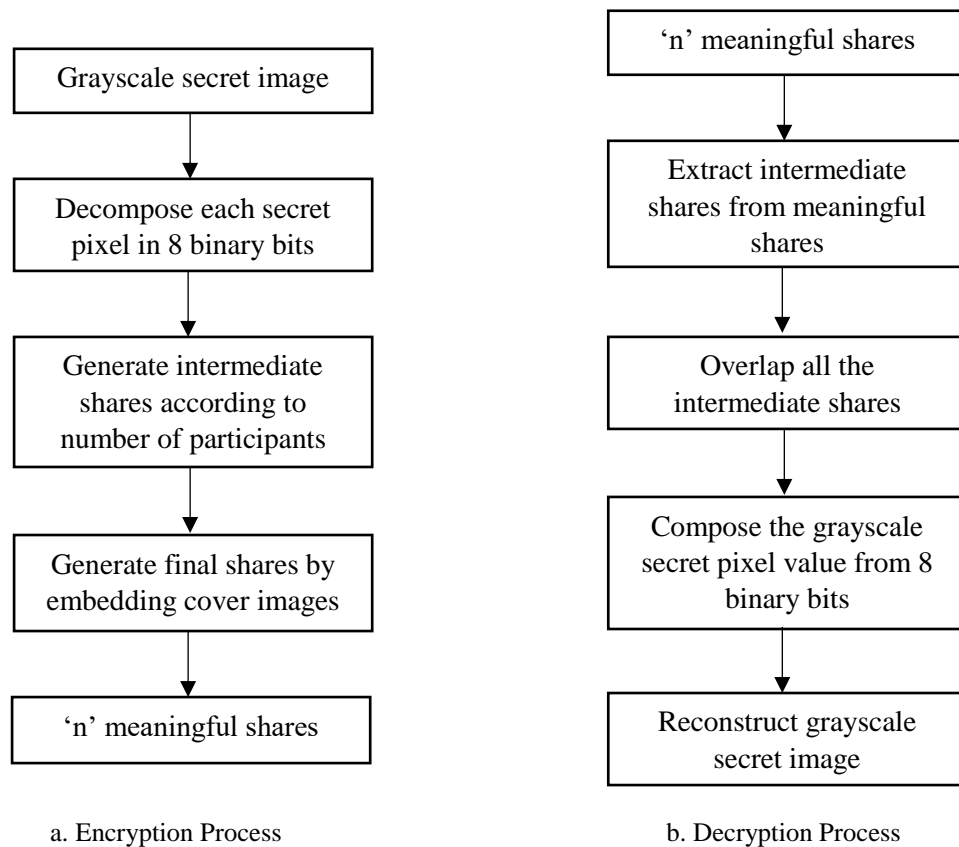 Grayscale secret image
Decompose each secret
pixel in 8 binary bits
Generate intermediate
shares according to
number of participants
Generate final shares by
embedding cover images
‘n’ meaningful shares
a. Encryption Process
‘n’ meaningful shares
Extract intermediate
shares from meaningful
shares
Overlap all the
intermediate shares
Compose the grayscale
secret pixel value from 8
binary bits
Reconstruct grayscale
secret image
b. Decryption Process